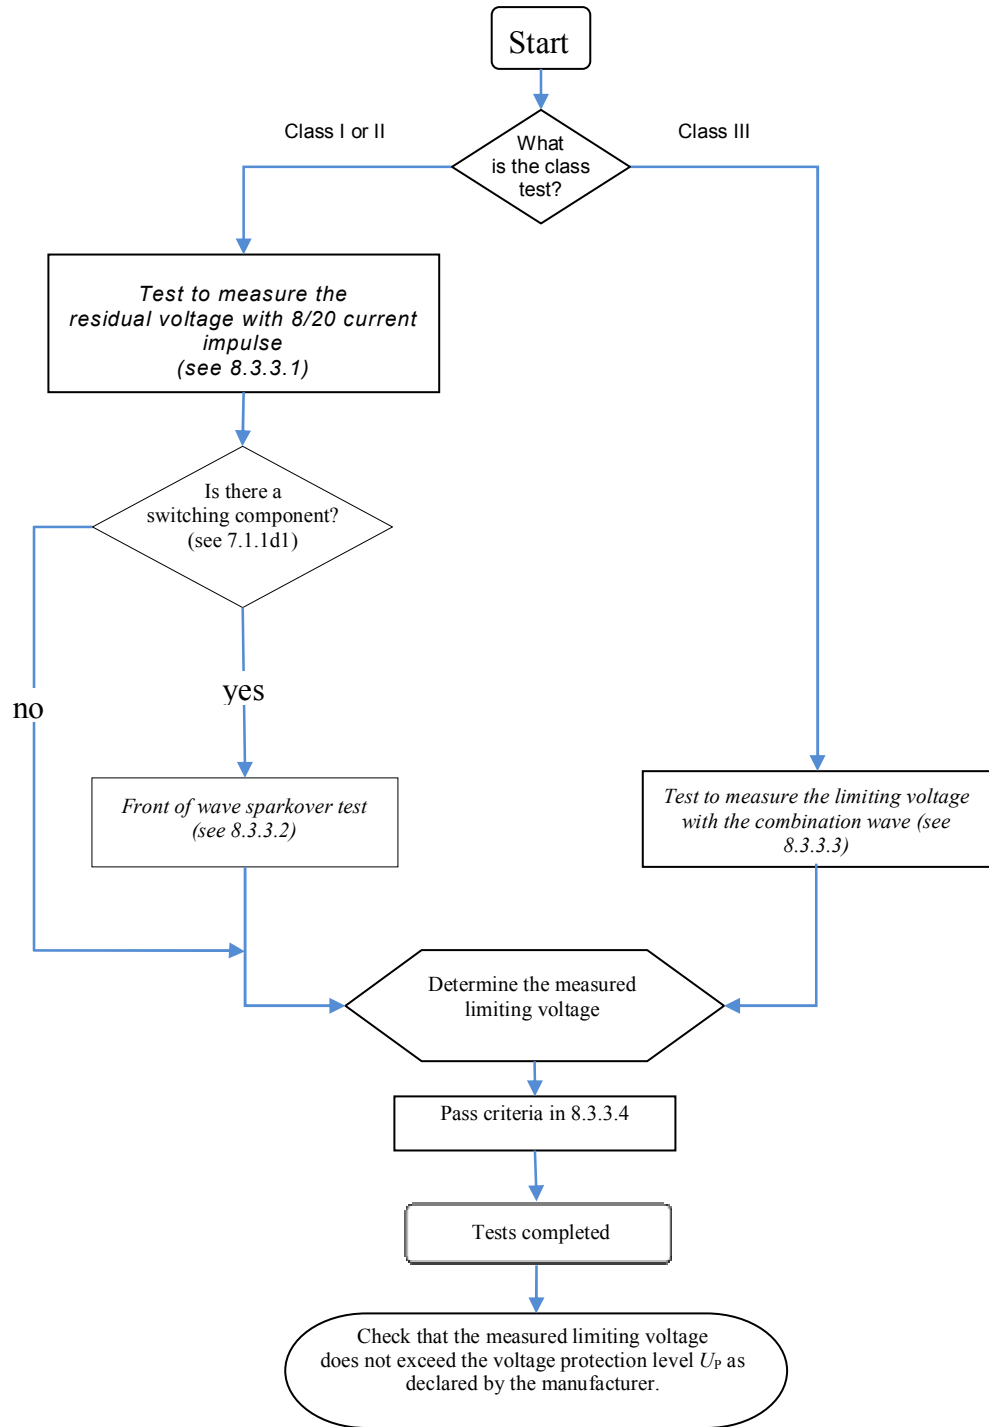 Start
Class I or II
Class III
What
is the class
test?
Test to measure the
residual voltage with 8/20 current
impulse
(see 8.3.3.1)
Is there a
switching component?
(see 7.1.1d1)
no
yes
Front of wave sparkover test
(see 8.3.3.2)
Test to measure the limiting voltage
with the combination wave (see
8.3.3.3)
Determine the measured
limiting voltage
Pass criteria in 8.3.3.4
Tests completed
Check that the measured limiting voltage
does not exceed the voltage protection level UP as
declared by the manufacturer.